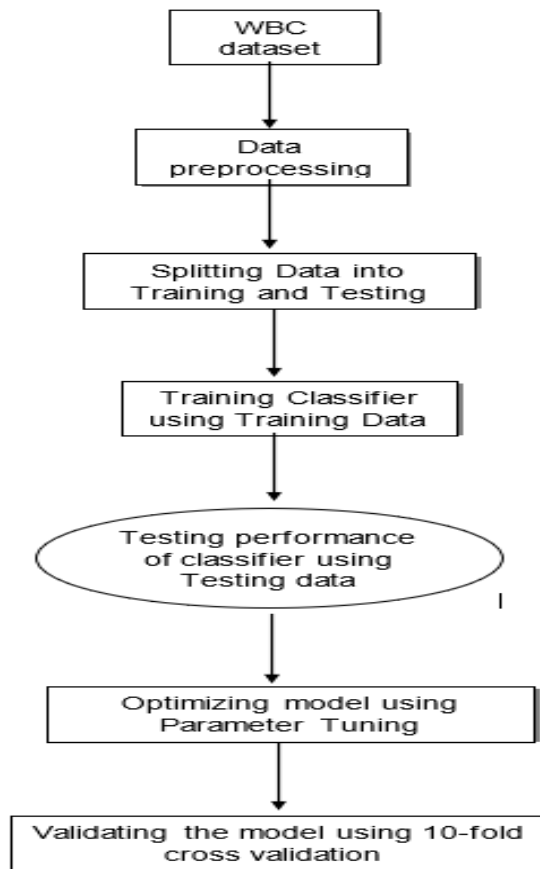 WBC
dataset
Data
preprocessing
Splitting Data into
Training and Testing
Training Classifier
using Training Data
Testing performance
of classifier using
Testing data
Optimizing model using
Parameter Tuning
Validating the model using 10-fold
cross validation